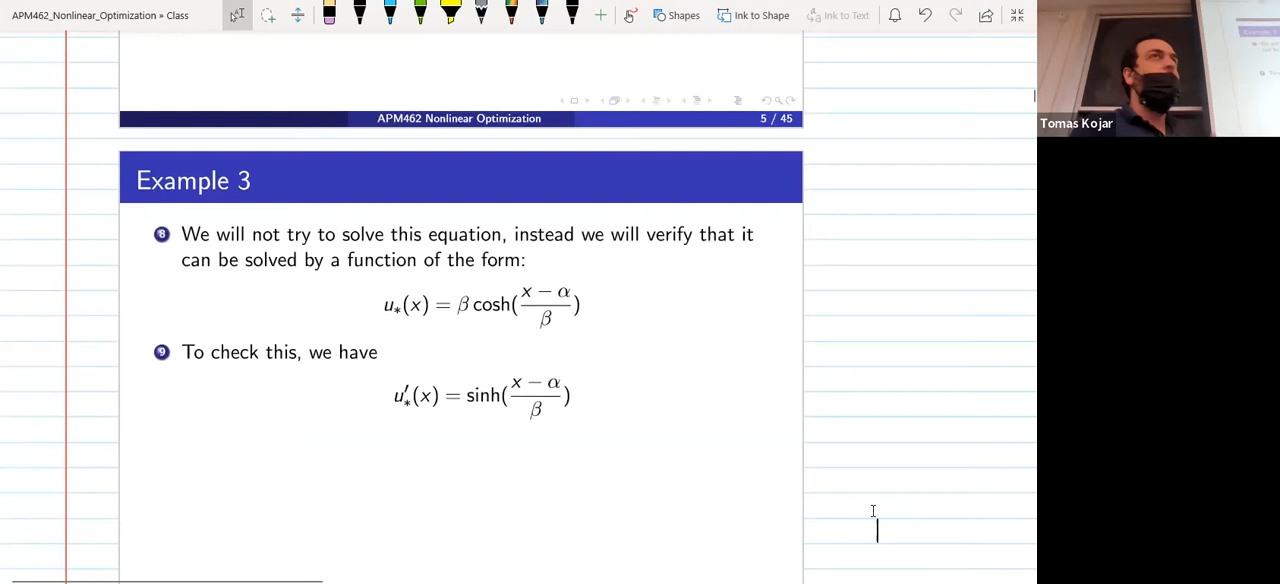 APM462_Nonlinear_Optimization » Class
Shapes
Ink to Shape
Ink to Text
APM462 Nonlinear Optimization 5 / 45
Tomas Kojar
Example 3
8 We will not try to solve this equation, instead we will verify that it
can be solved by a function of the form:
u∗(x) = β cosh((x − α)/β)
9 To check this, we have
u′∗(x) = sinh((x − α)/β)